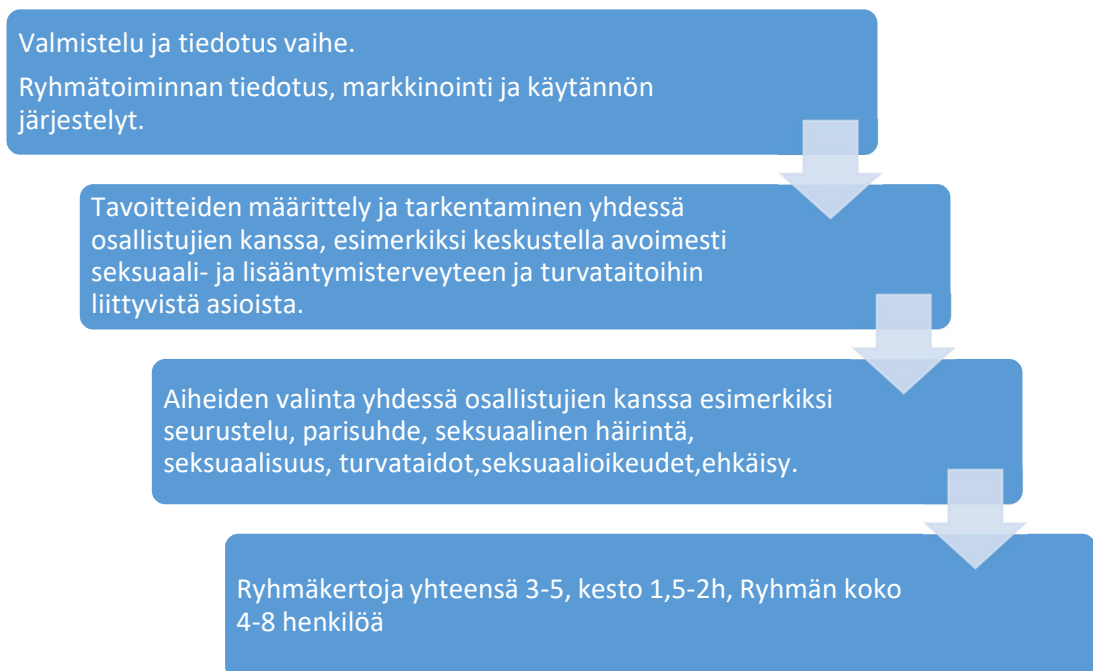 Valmistelu ja tiedotus vaihe.
Ryhmätoiminnan tiedotus, markkinointi ja käytännön
järjestelyt.
Tavoitteiden määrittely ja tarkentaminen yhdessä
osallistujien kanssa, esimerkiksi keskustella avoimesti
seksuaali- ja lisääntymisterveyteen ja turvataitoihin
liittyvistä asioista.
Aiheiden valinta yhdessä osallistujien kanssa esimerkiksi
seurustelu, parisuhde, seksuaalinen häirintä,
seksuaalisuus, turvataidot,seksuaalioikeudet,ehkäisy.
Ryhmäkertoja yhteensä 3-5, kesto 1,5-2h, Ryhmän koko
4-8 henkilöä